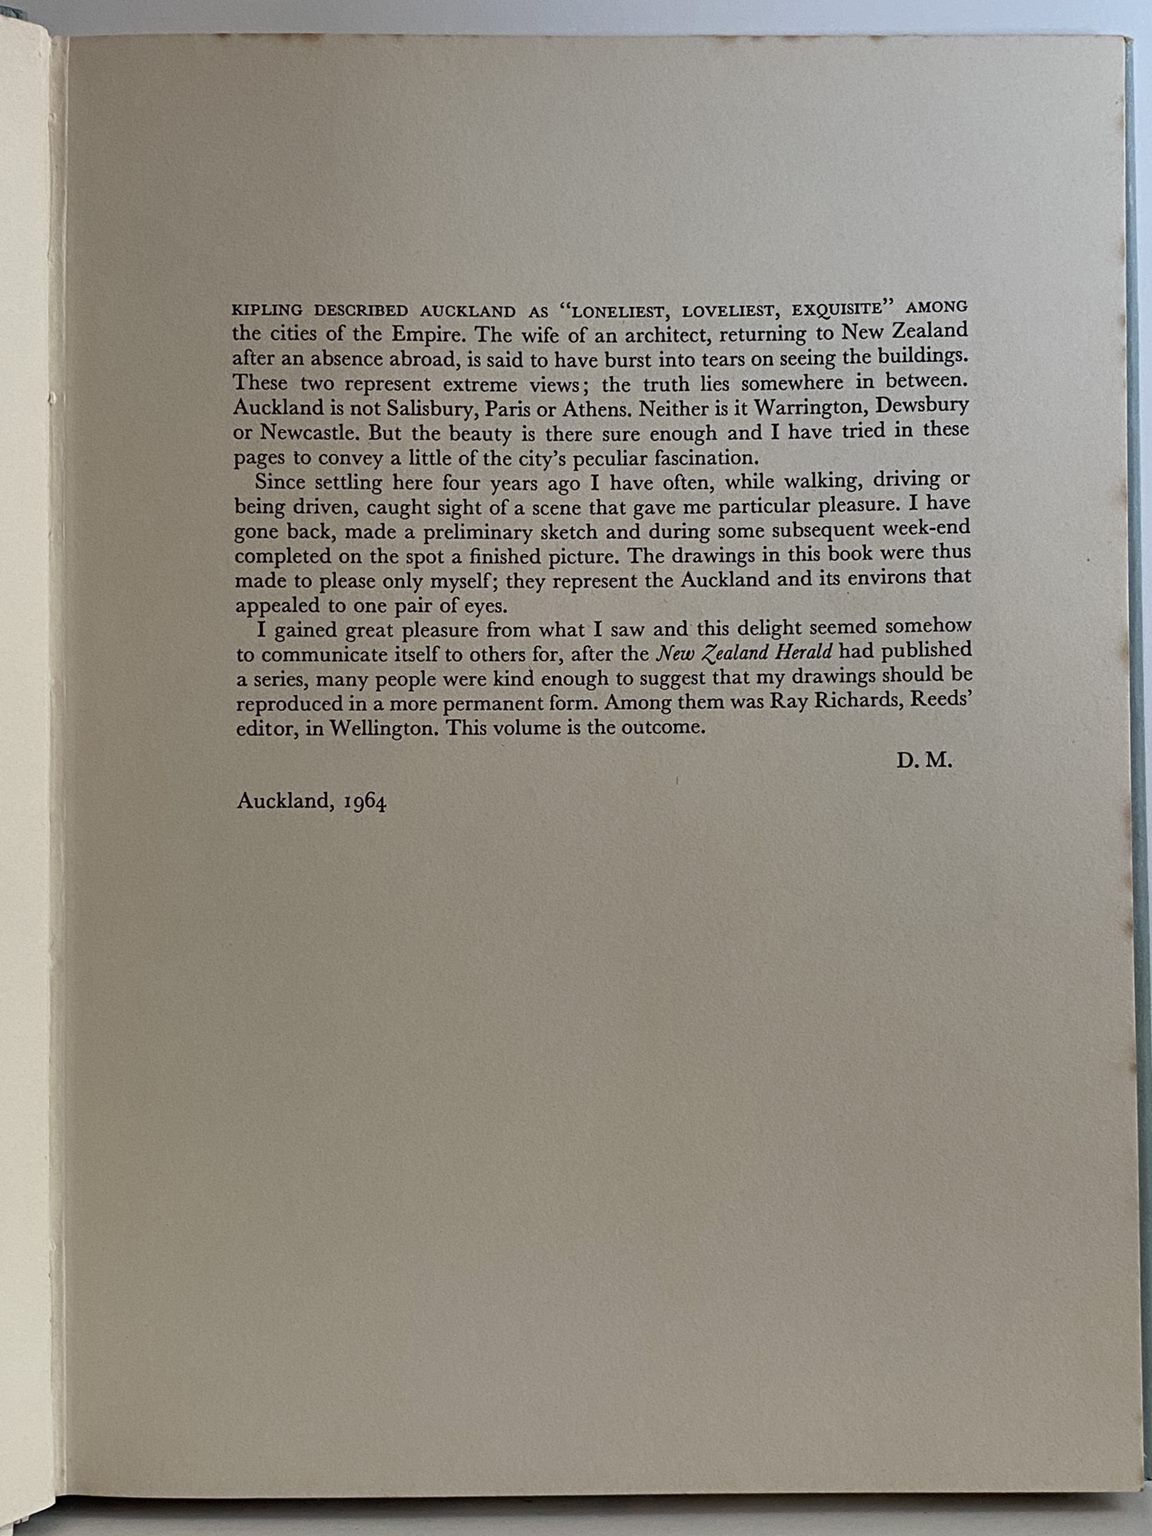 KIPLING DESCRIBED AUCKLAND AS “LONELIEST, LOVELIEST, EXQUISITE” AMONG
the cities of the Empire. The wife of an architect, returning to New Zealand
after an absence abroad, is said to have burst into tears on seeing the buildings.
These two represent extreme views; the truth lies somewhere in between.
Auckland is not Salisbury, Paris or Athens. Neither is it Warrington, Dewsbury
or Newcastle. But the beauty is there sure enough and I have tried in these
pages to convey a little of the city’s peculiar fascination.
Since settling here four years ago I have often, while walking, driving or
being driven, caught sight of a scene that gave me particular pleasure. I have
gone back, made a preliminary sketch and during some subsequent week-end
completed on the spot a finished picture. The drawings in this book were thus
made to please only myself; they represent the Auckland and its environs that
appealed to one pair of eyes.
I gained great pleasure from what I saw and this delight seemed somehow
to communicate itself to others for, after the New Zealand Herald had published
a series, many people were kind enough to suggest that my drawings should be
reproduced in a more permanent form. Among them was Ray Richards, Reeds’
editor, in Wellington. This volume is the outcome.
D. M.
Auckland, 1964